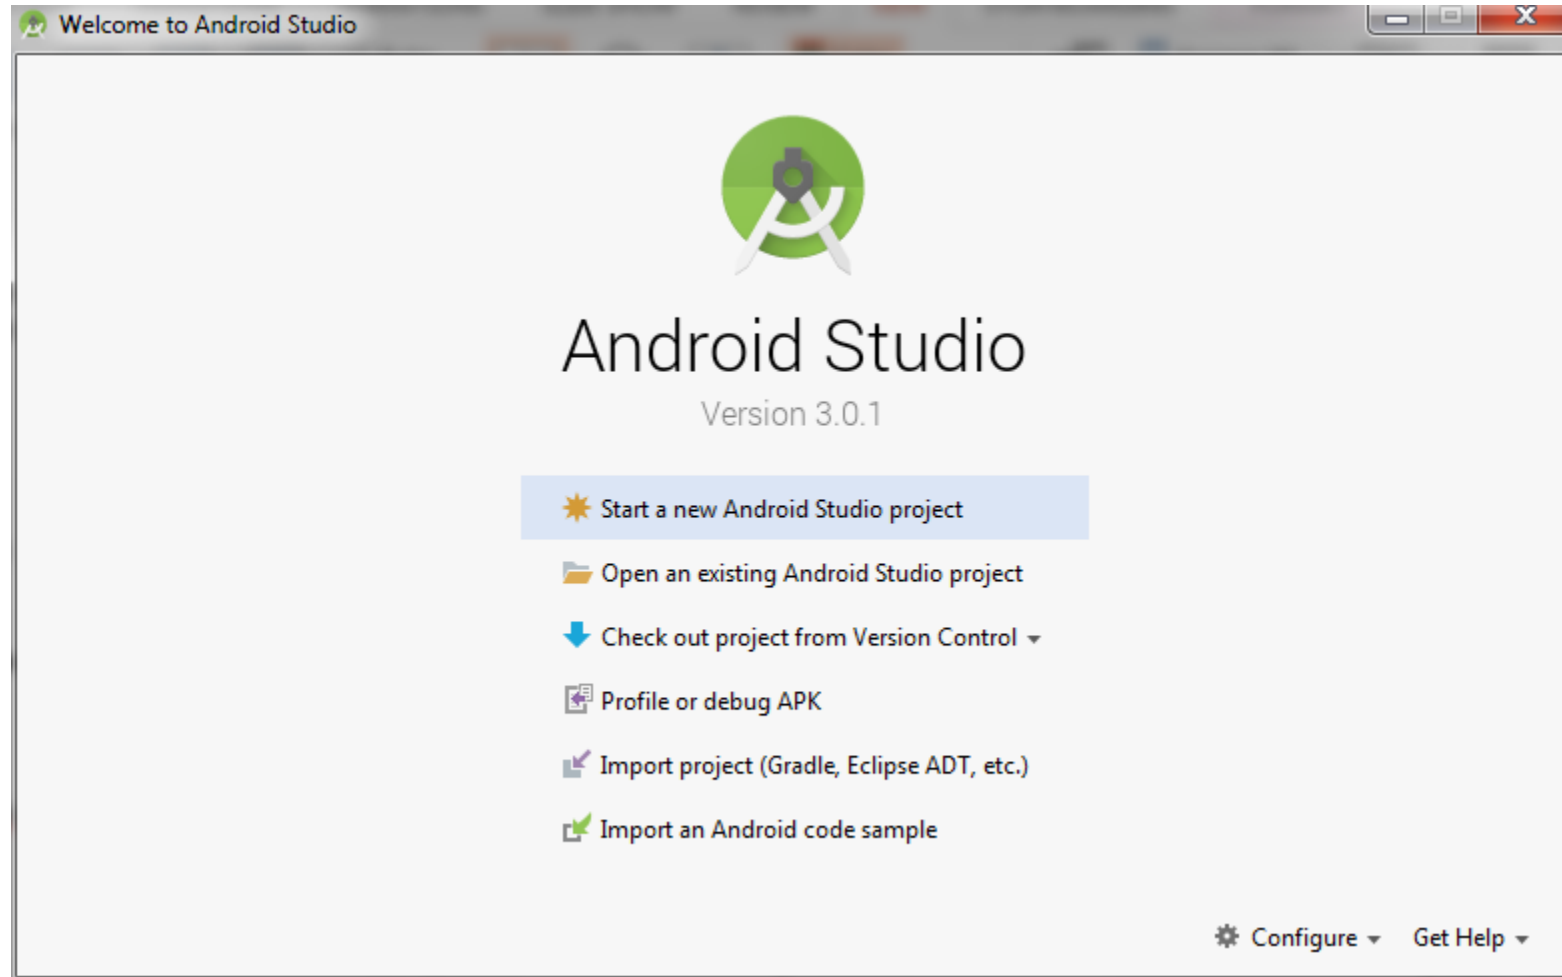 Welcome to Android Studio
Android Studio
Version 3.0.1
Start a new Android Studio project
Open an existing Android Studio project
Check out project from Version Control
Profile or debug APK
Import project (Gradle, Eclipse ADT, etc.)
Import an Android code sample
Configure Get Help